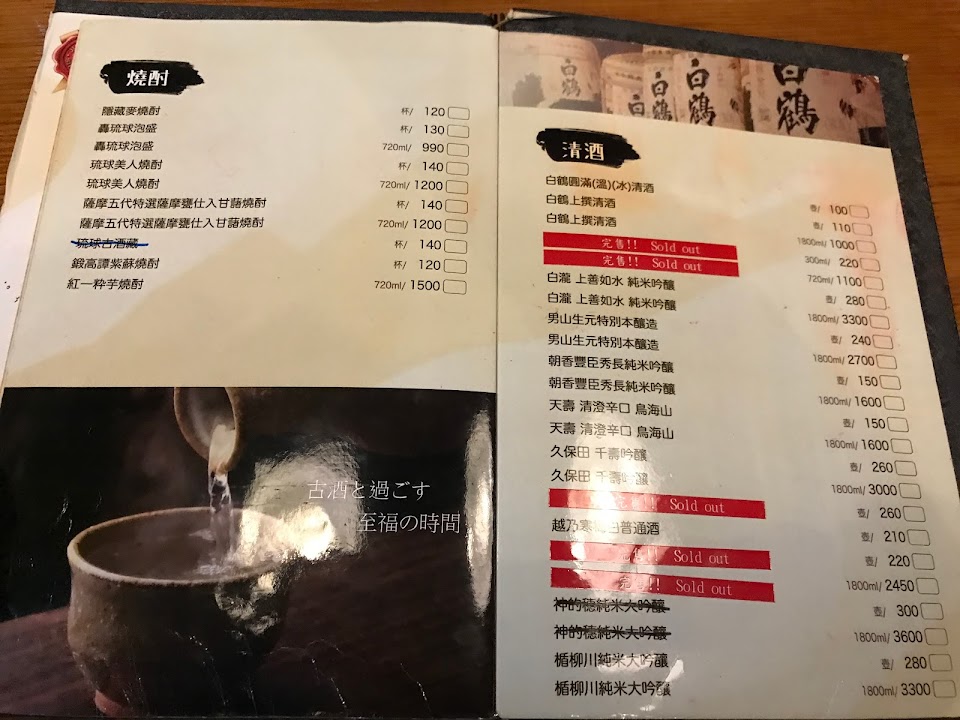 燒酎
隱藏麥燒酎 杯/ 120
轟琉球泡盛 杯/ 130
轟琉球泡盛 720ml/ 990
琉球美人燒酎 杯/ 140
琉球美人燒酎 720ml/ 1200
薩摩五代特選薩摩甕仕入甘藷燒酎 杯/ 140
薩摩五代特選薩摩甕仕入甘藷燒酎 720ml/ 1200
琉球古酒藏 杯/ 140
鍛高譚紫蘇燒酎 杯/ 120
紅一粋芋燒酎 720ml/ 1500
古酒と過ごす
至福の時間
白鶴
白鶴
白鶴
白鶴
清酒
白鶴圓滿(溫)(冰)清酒 壺/ 100
白鶴上撰清酒 壺/ 110
白鶴上撰清酒 1800ml/ 1000
完售!! Sold out 300ml/ 220
完售!! Sold out 720ml/ 1100
白瀧 上善如水 純米吟釀 壺/ 280
白瀧 上善如水 純米吟釀 1800ml/ 3300
男山生元特別本釀造 壺/ 240
男山生元特別本釀造 1800ml/ 2700
朝香豐臣秀長純米吟釀 壺/ 150
朝香豐臣秀長純米吟釀 1800ml/ 1600
天壽 清澄辛口 鳥海山 壺/ 150
天壽 清澄辛口 鳥海山 1800ml/ 1600
久保田 千壽吟釀 壺/ 260
久保田 千壽吟釀 1800ml/ 3000
!! Sold out 壺/ 260
越乃寒 白普通酒 壺/ 210
完售!! Sold out 壺/ 220
完售!! Sold out 1800ml/ 2450
神的穗純米大吟釀 壺/ 300
神的穗純米大吟釀 1800ml/ 3600
楯柳川純米大吟釀 壺/ 280
楯柳川純米大吟釀 1800ml/ 3300